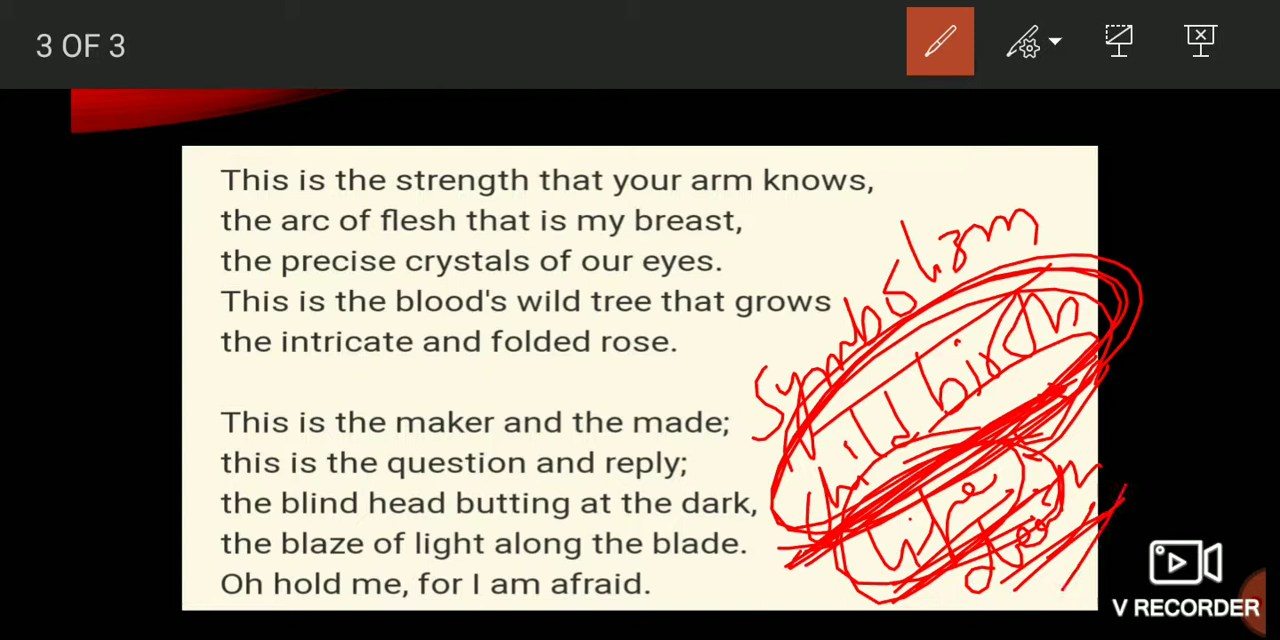 3 OF 3
This is the strength that your arm knows,
the arc of flesh that is my breast,
the precise crystals of our eyes.
This is the blood's wild tree that grows
the intricate and folded rose.
This is the maker and the made;
this is the question and reply;
the blind head butting at the dark,
the blaze of light along the blade.
Oh hold me, for I am afraid.
symbolism
V RECORDER